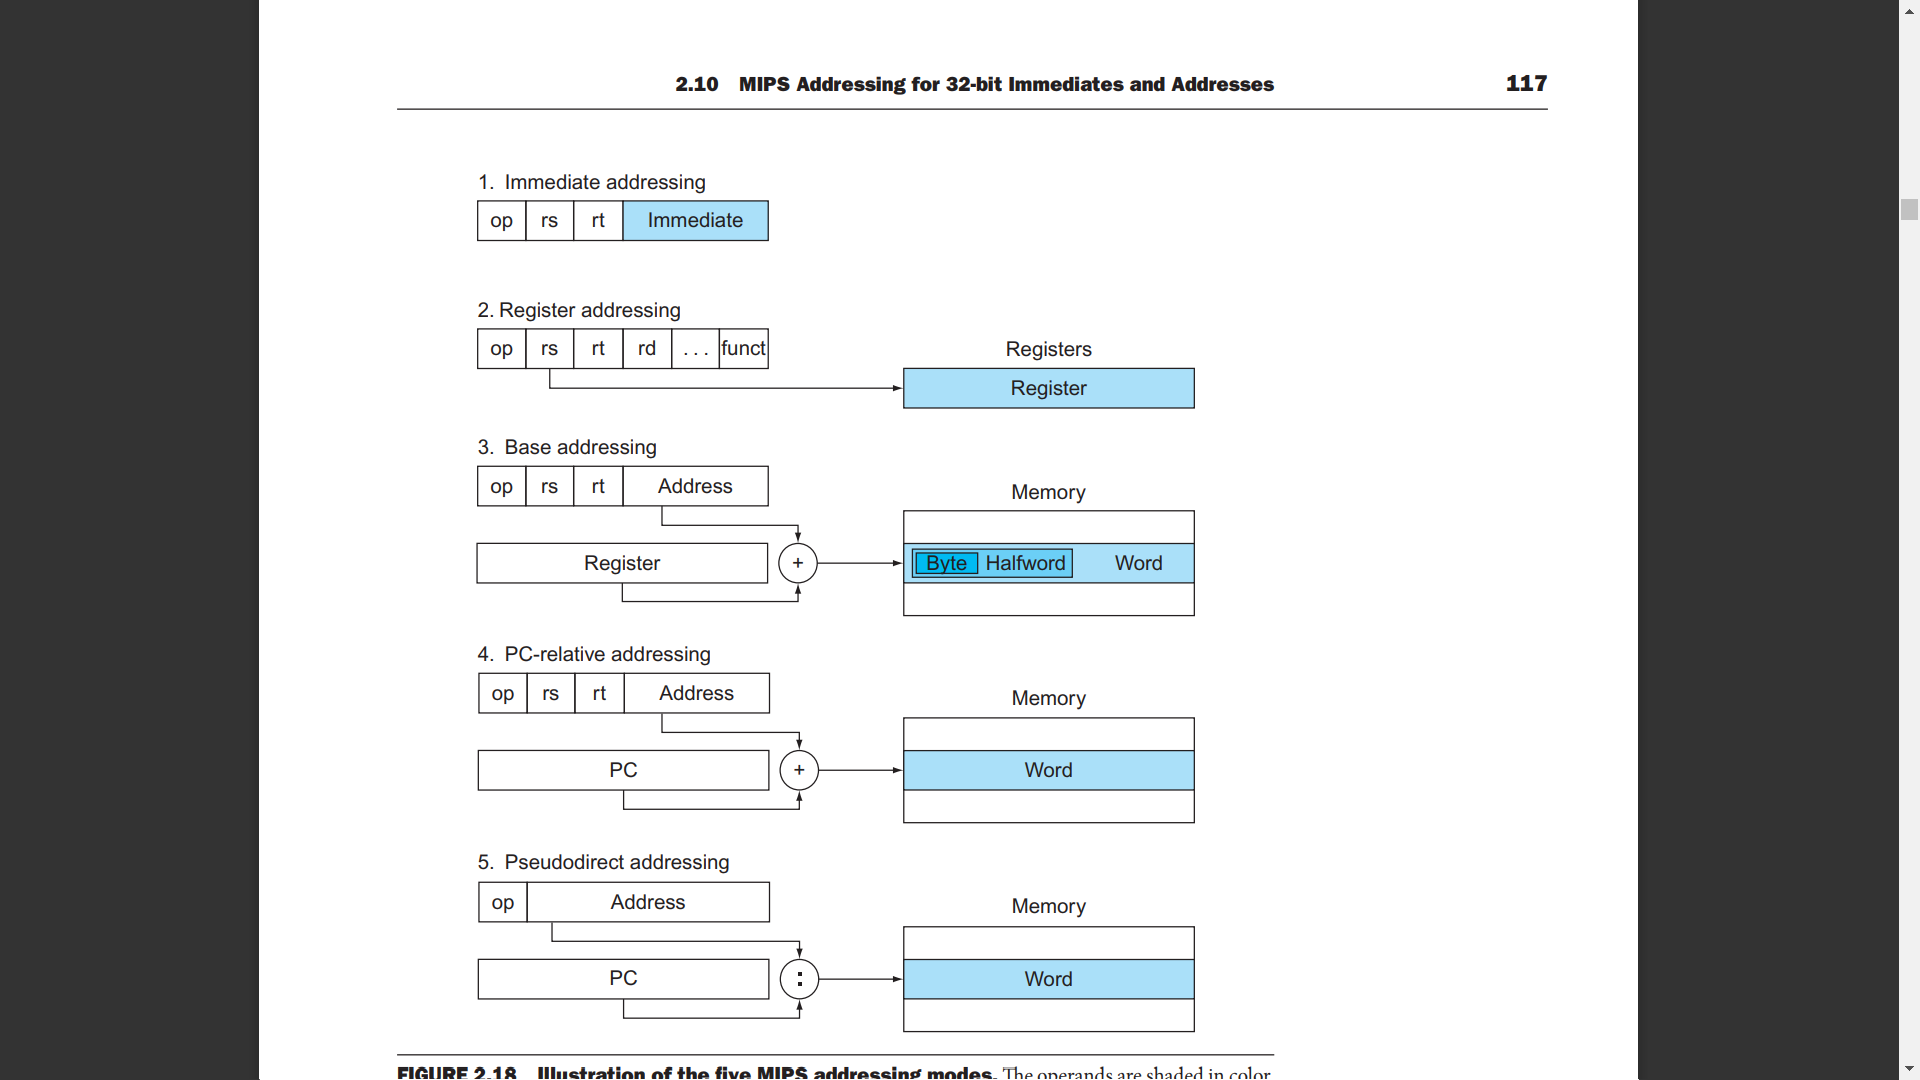 2.10 MIPS Addressing for 32-bit Immediates and Addresses 117
1. Immediate addressing
op rs rt Immediate
2. Register addressing
op rs rt rd ... funct
Registers
Register
3. Base addressing
op rs rt Address
Memory
Register + Byte Halfword Word
4. PC-relative addressing
op rs rt Address
Memory
PC + Word
5. Pseudodirect addressing
op Address
Memory
PC : Word
FIGURE 2.18 Illustration of the five MIPS addressing modes. The operands are shaded in color.